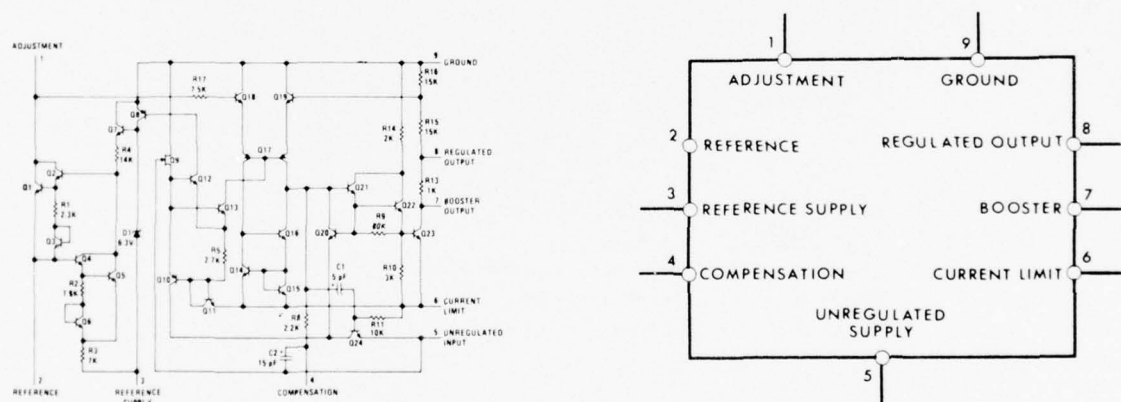 ADJUSTMENT
1
9
GROUND
R16
15K
R17
7.5K
Q18
Q19
Q8
Q7
R4
14K
R14
2K
R15
15K
8
REGULATED
OUTPUT
Q9
Q17
Q12
Q2
Q1
Q21
R13
1K
Q22
7
BOOSTER
OUTPUT
Q13
R1
2.3K
R9
80K
Q3
D1
6.3V
Q16
Q20
Q23
Q4
R5
2.7K
Q5
R2
Q10
Q14
C1
5 pF
R10
3K
Q15
Q11
6
CURRENT
LIMIT
Q6
R8
2.2K
R11
10K
5
UNREGULATED
INPUT
Q24
R3
7K
C2
15 pF
2
REFERENCE
3
REFERENCE
4
COMPENSATION
1
ADJUSTMENT
9
GROUND
2
REFERENCE
REGULATED OUTPUT
8
3
REFERENCE SUPPLY
BOOSTER
7
4
COMPENSATION
CURRENT LIMIT
6
UNREGULATED
SUPPLY
5